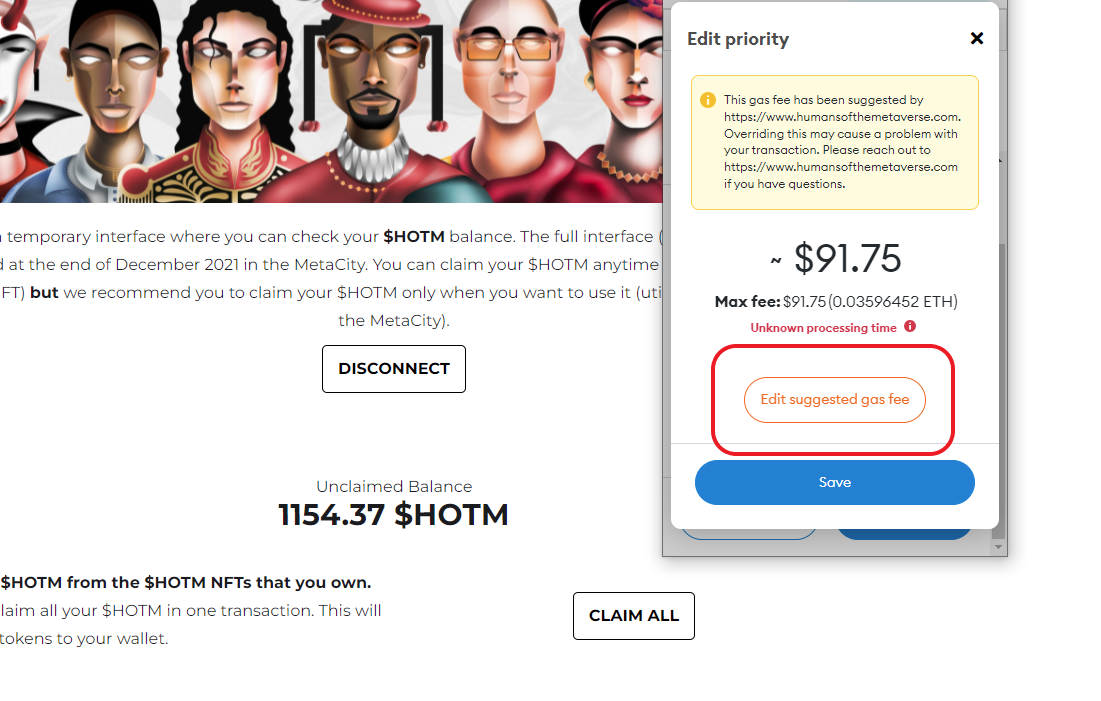 Edit priority
This gas fee has been suggested by
https://www.humansofthemetaverse.com.
Overriding this may cause a problem with
your transaction. Please reach out to
https://www.humansofthemetaverse.com
if you have questions.
~ $91.75
Max fee: $91.75(0.03596452 ETH)
Unknown processing time
Edit suggested gas fee
Save
temporary interface where you can check your $HOTM balance. The full interface (
at the end of December 2021 in the MetaCity. You can claim your $HOTM anytime
FT) but we recommend you to claim your $HOTM only when you want to use it (uti
the MetaCity).
DISCONNECT
Unclaimed Balance
1154.37 $HOTM
$HOTM from the $HOTM NFTs that you own.
laim all your $HOTM in one transaction. This will
tokens to your wallet.
CLAIM ALL